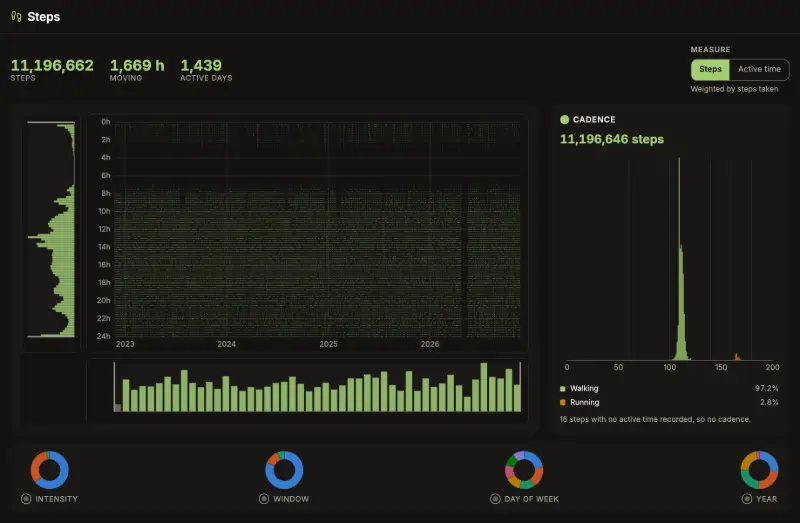 Steps
11,196,662
STEPS
1,669 h
MOVING
1,439
ACTIVE DAYS
MEASURE
Steps
Active time
Weighted by steps taken
0h
2h
4h
6h
8h
10h
12h
14h
16h
18h
20h
22h
24h
2023
2024
2025
2026
CADENCE
11,196,646 steps
0
50
100
150
200
Walking
97.2%
Running
2.8%
16 steps with no active time recorded, so no cadence.
INTENSITY
WINDOW
DAY OF WEEK
YEAR